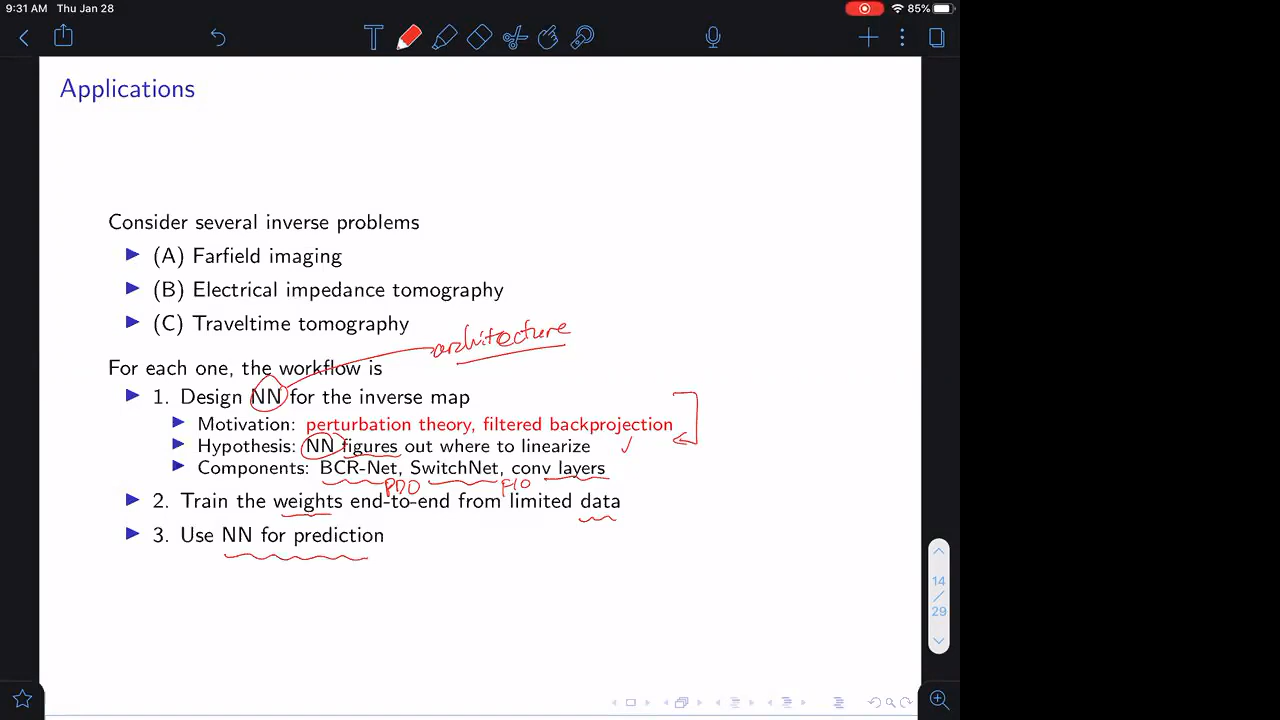 9:31 AM Thu Jan 28
85%
Applications
Consider several inverse problems
(A) Farfield imaging
(B) Electrical impedance tomography
(C) Traveltime tomography
architecture
For each one, the workflow is
1. Design NN for the inverse map
Motivation: perturbation theory, filtered backprojection
Hypothesis: NN figures out where to linearize
Components: BCR-Net, SwitchNet, conv layers
PDO FIO
2. Train the weights end-to-end from limited data
3. Use NN for prediction
14
/
29